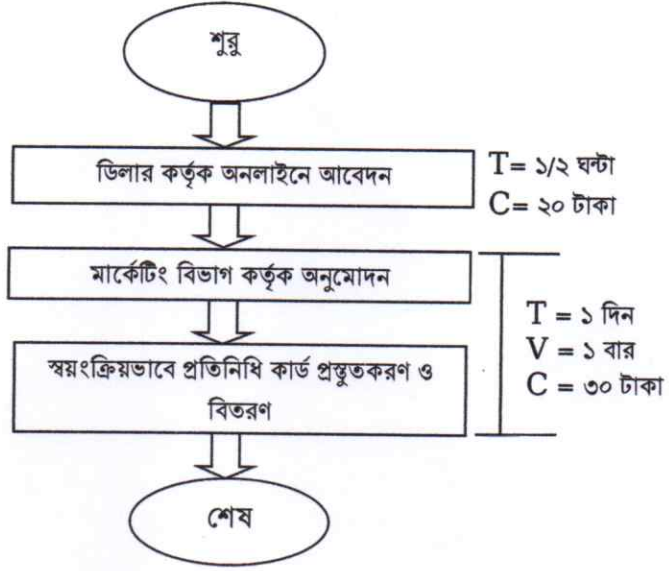 শুরু
ডিলার কর্তৃক অনলাইনে আবেদন
T= ১/২ ঘন্টা
C= ২০ টাকা
মার্কেটিং বিভাগ কর্তৃক অনুমোদন
স্বয়ংক্রিয়ভাবে প্রতিনিধি কার্ড প্রস্তুতকরণ ও
বিতরণ
T = ১ দিন
V = ১ বার
C = ৩০ টাকা
শেষ